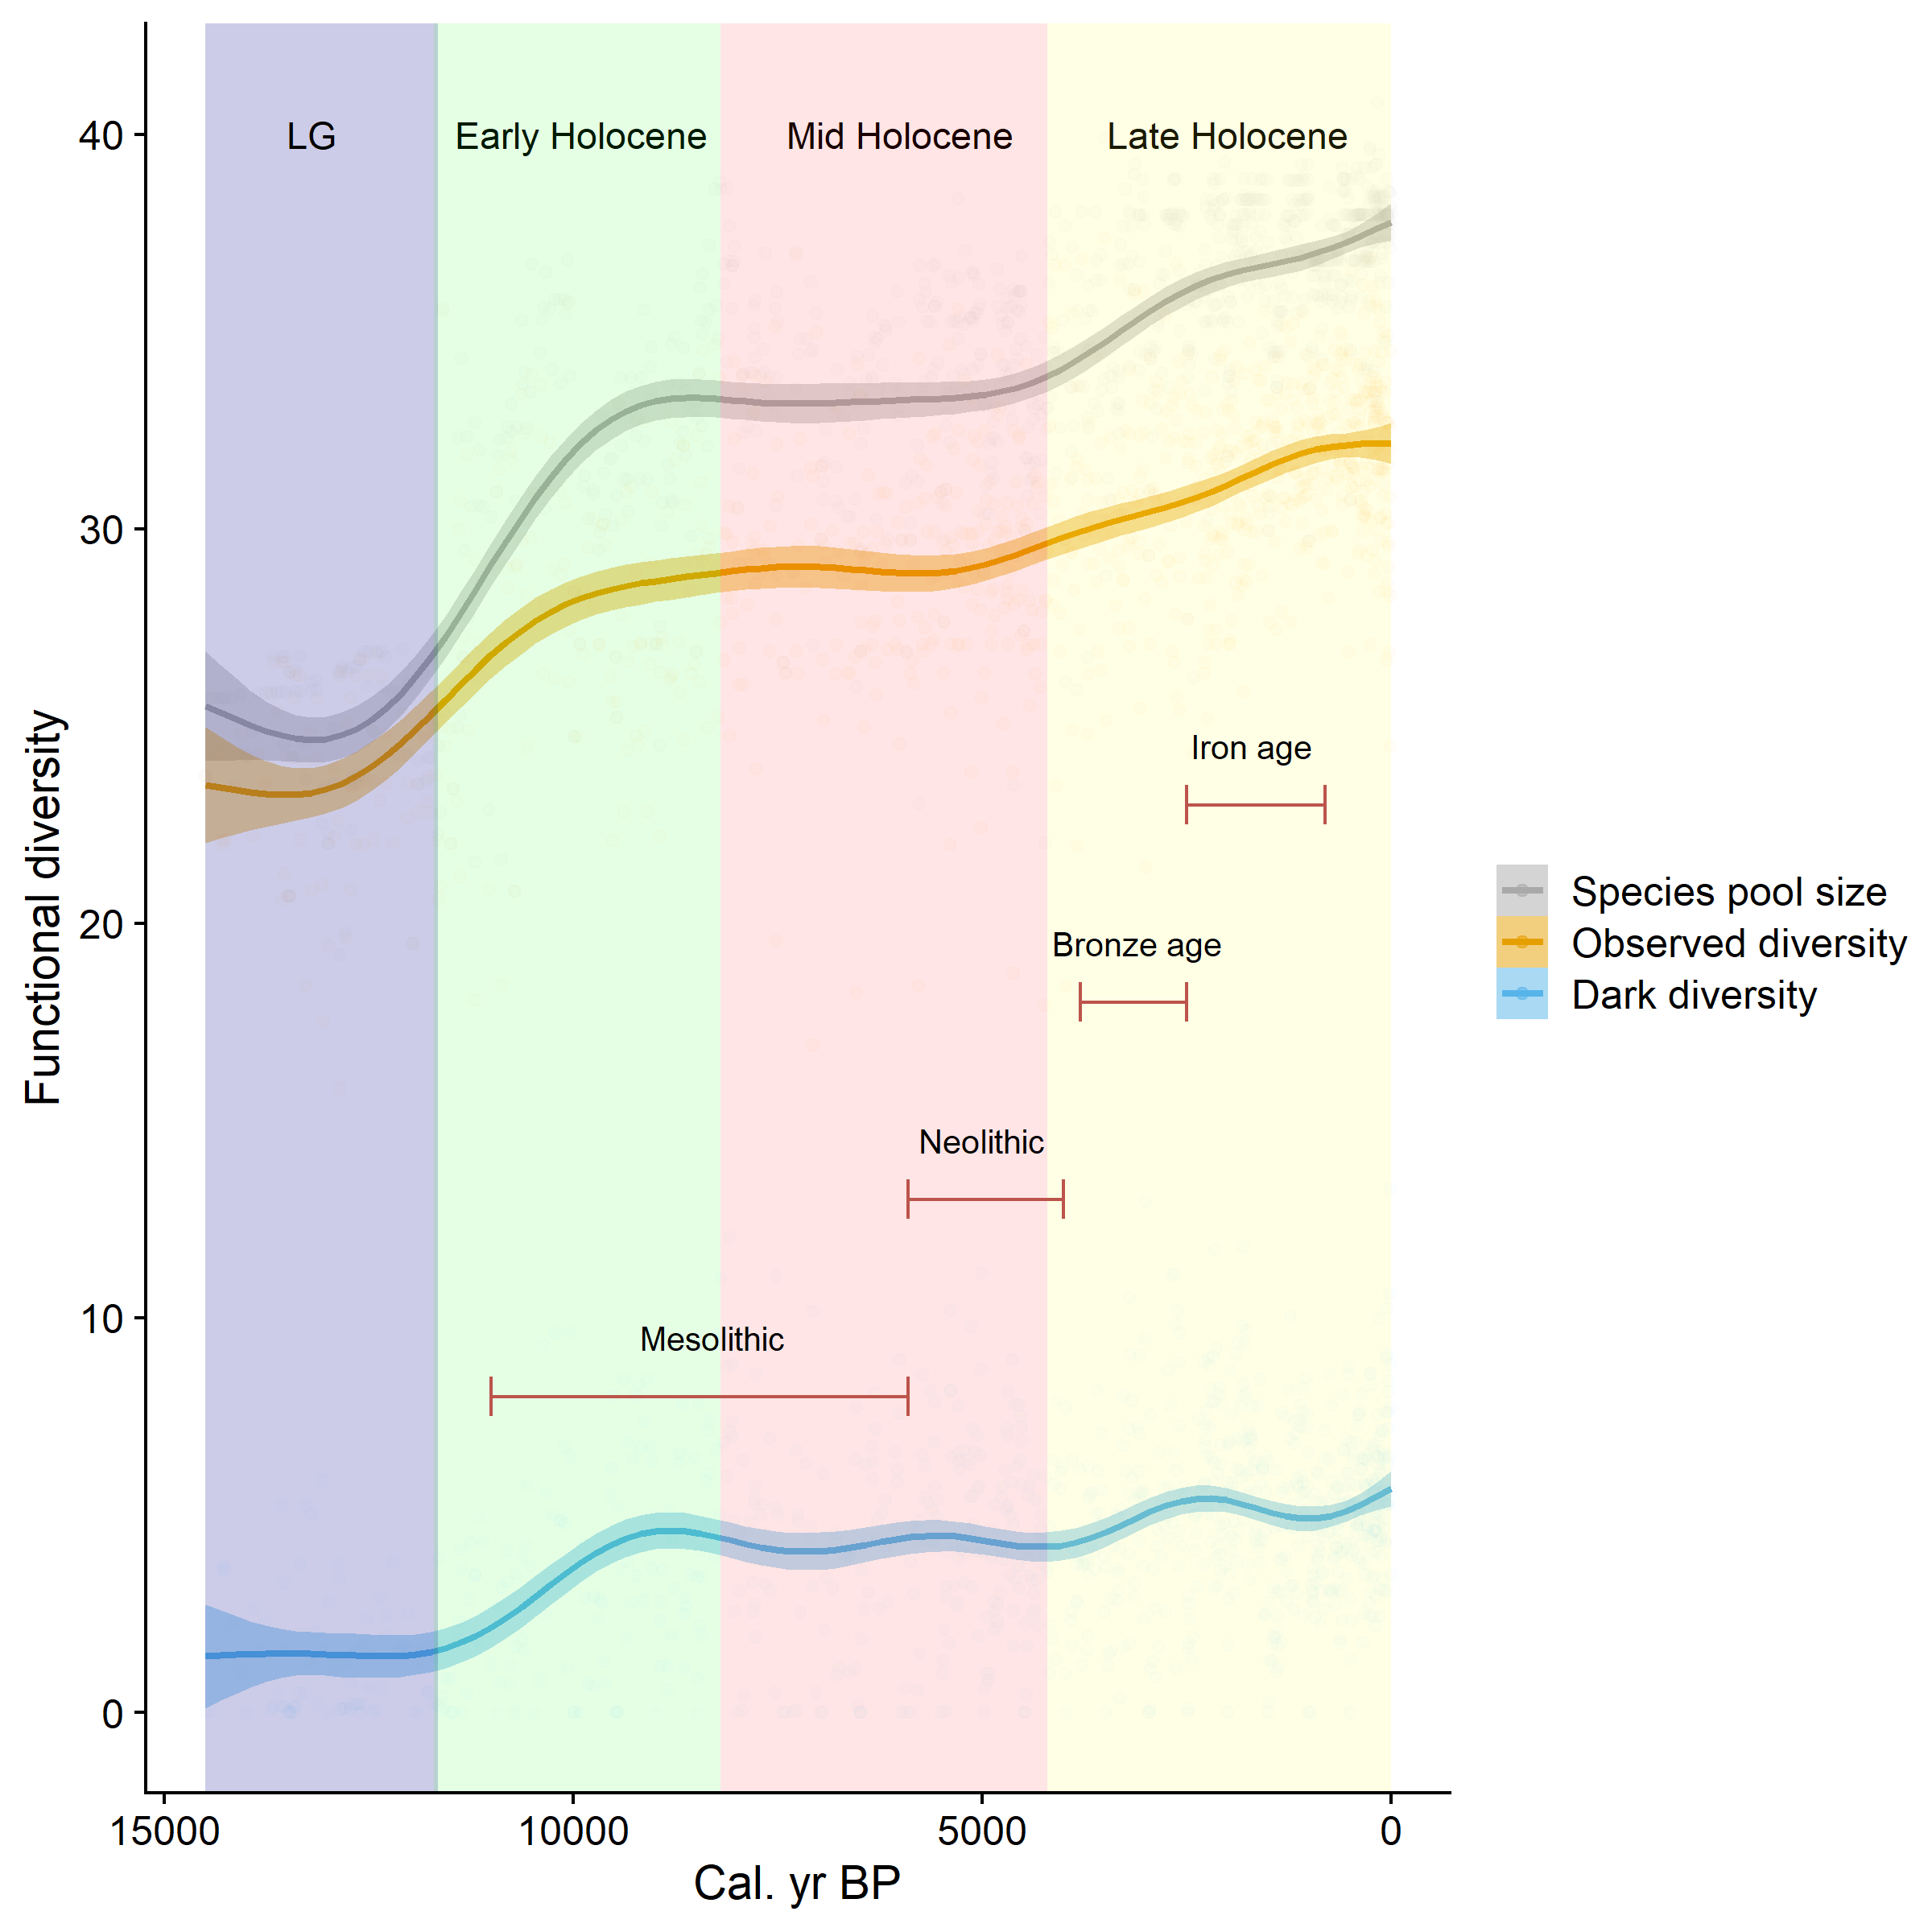 LG
Early Holocene
Mid Holocene
Late Holocene
40
30
20
10
0
Functional diversity
Iron age
Bronze age
Neolithic
Mesolithic
15000
10000
5000
0
Cal. yr BP
Species pool size
Observed diversity
Dark diversity